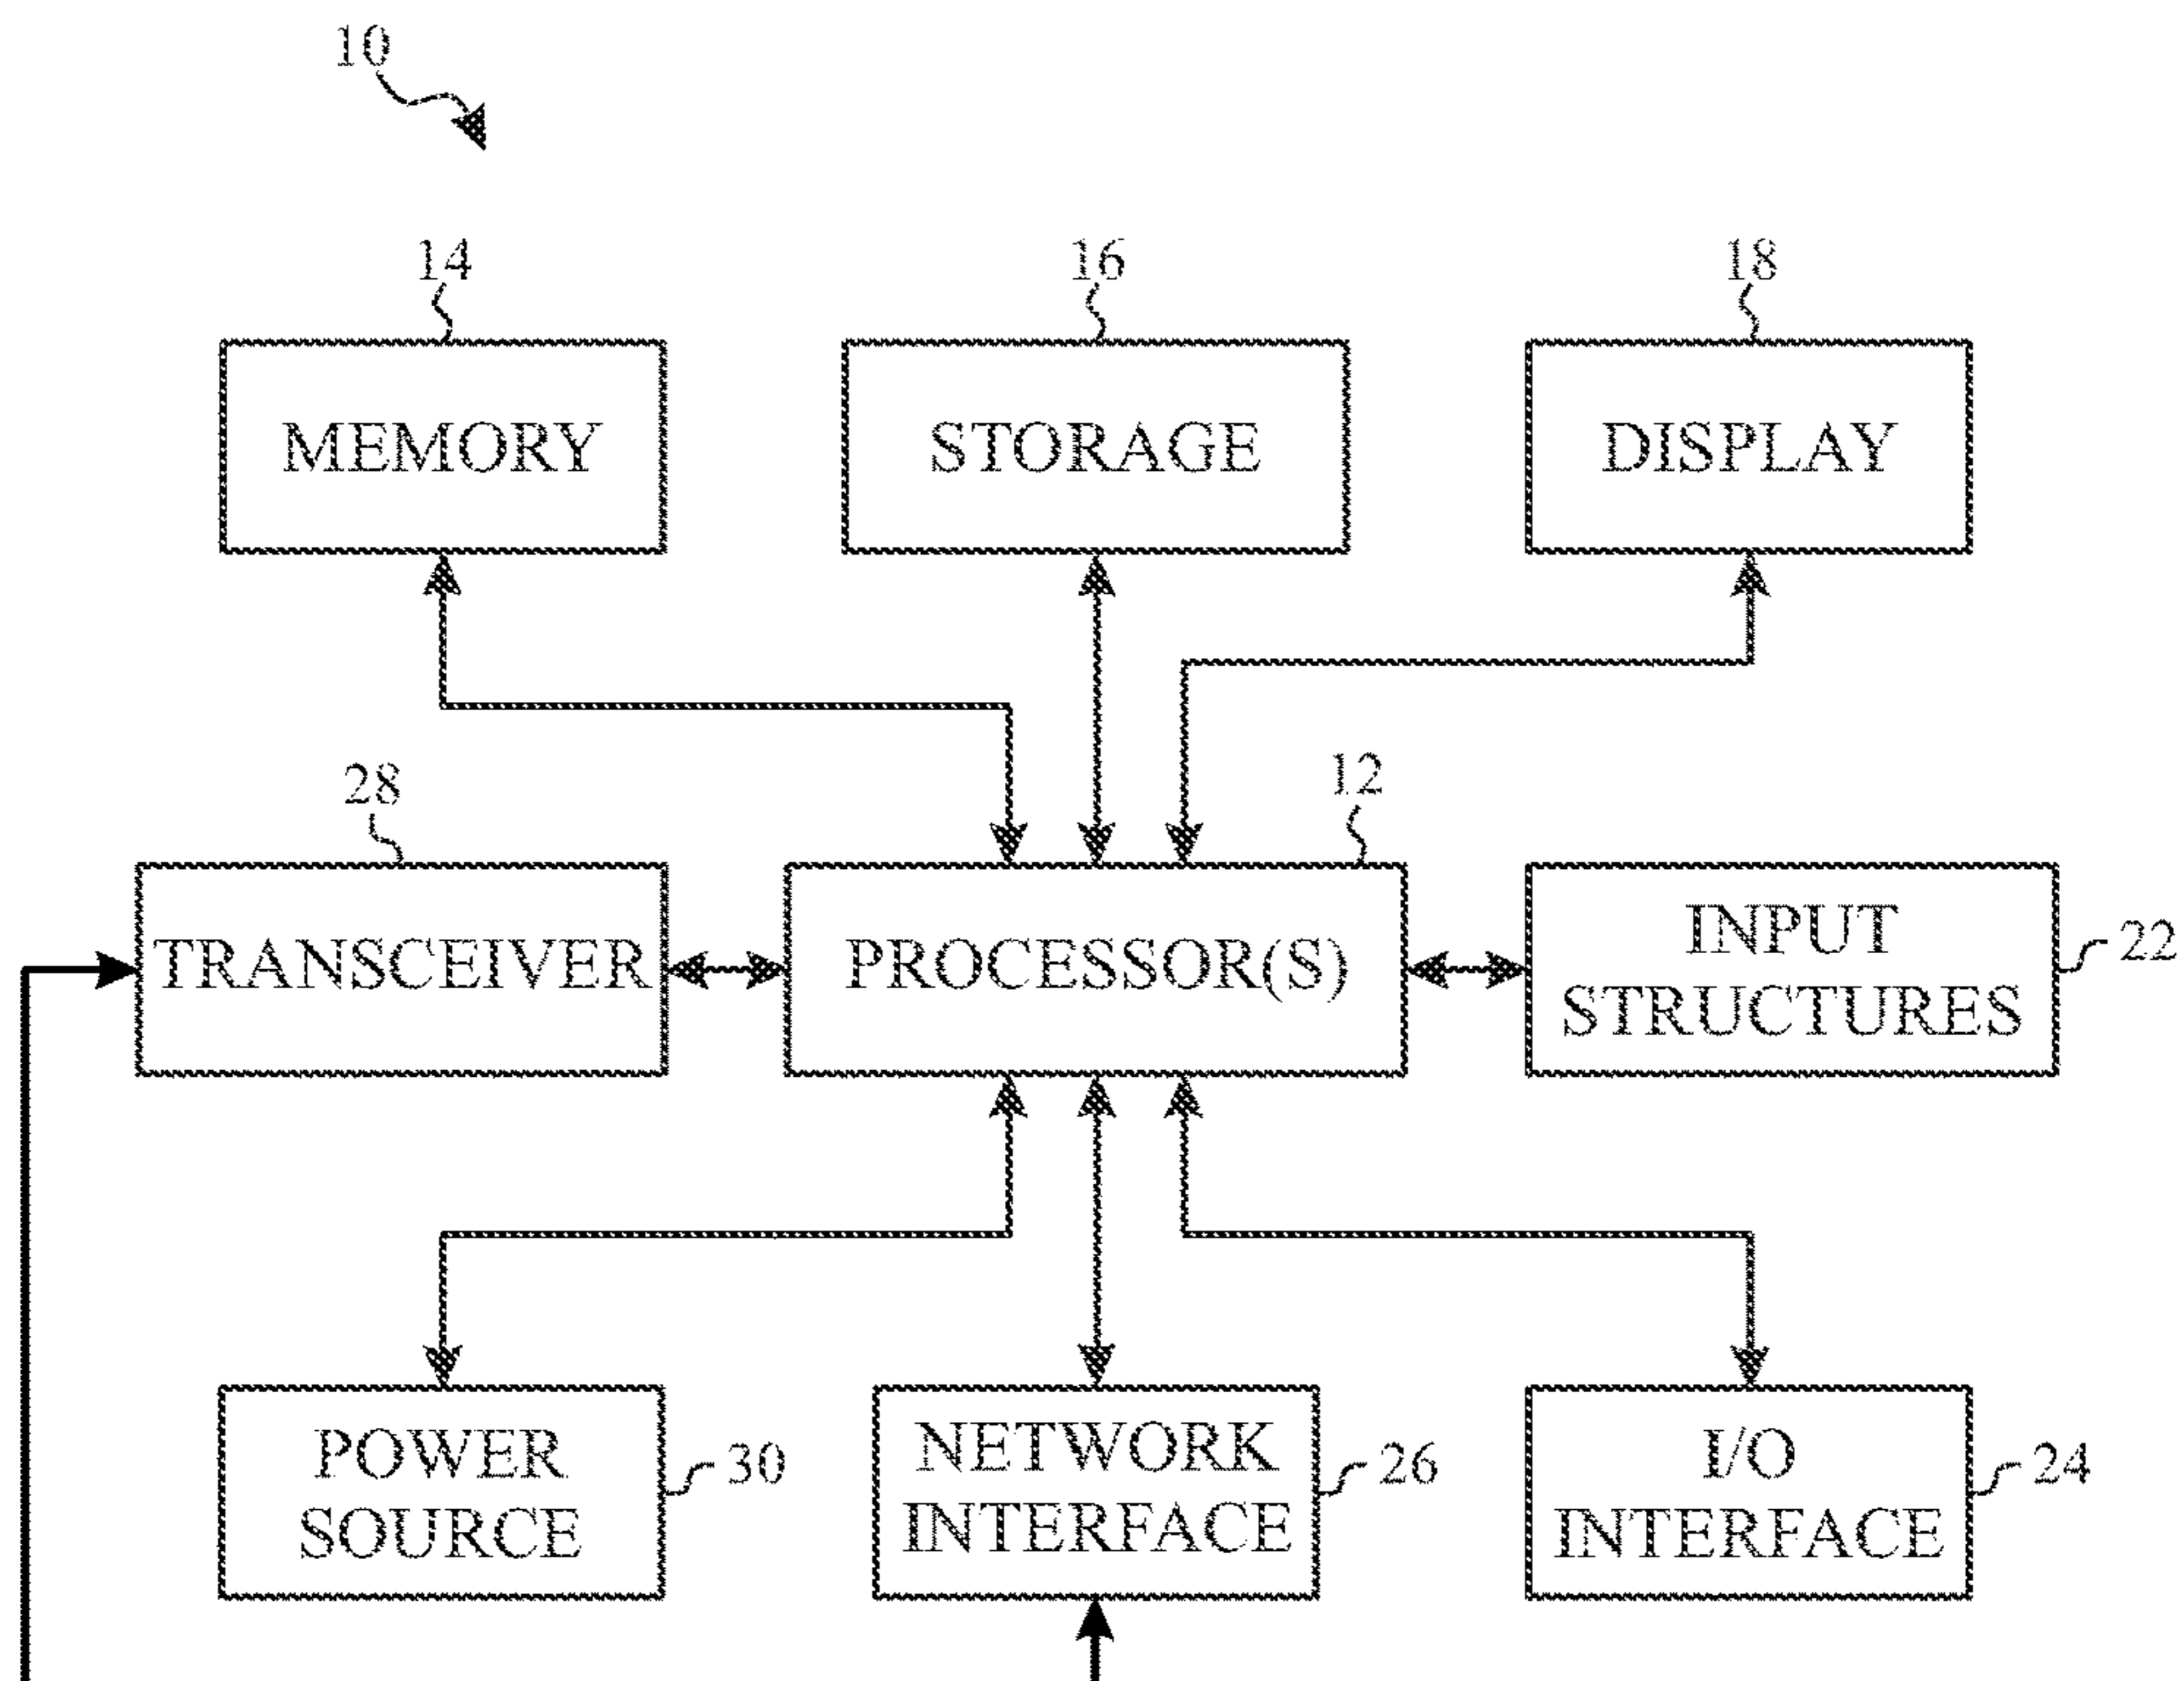 10
14
16
18
MEMORY
STORAGE
DISPLAY
28
12
TRANSCEIVER
PROCESSOR(S)
INPUT
STRUCTURES
22
POWER
SOURCE
30
NETWORK
INTERFACE
26
I/O
INTERFACE
24